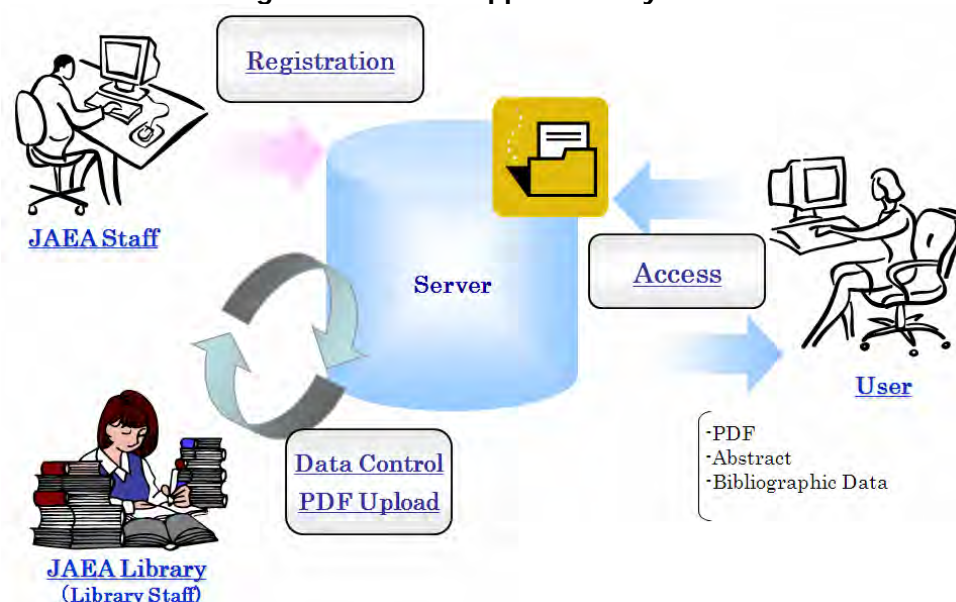 Registration
JAEA Staff
Server
Access
User
-PDF
-Abstract
-Bibliographic Data
Data Control
PDF Upload
JAEA Library
(Library Staff)